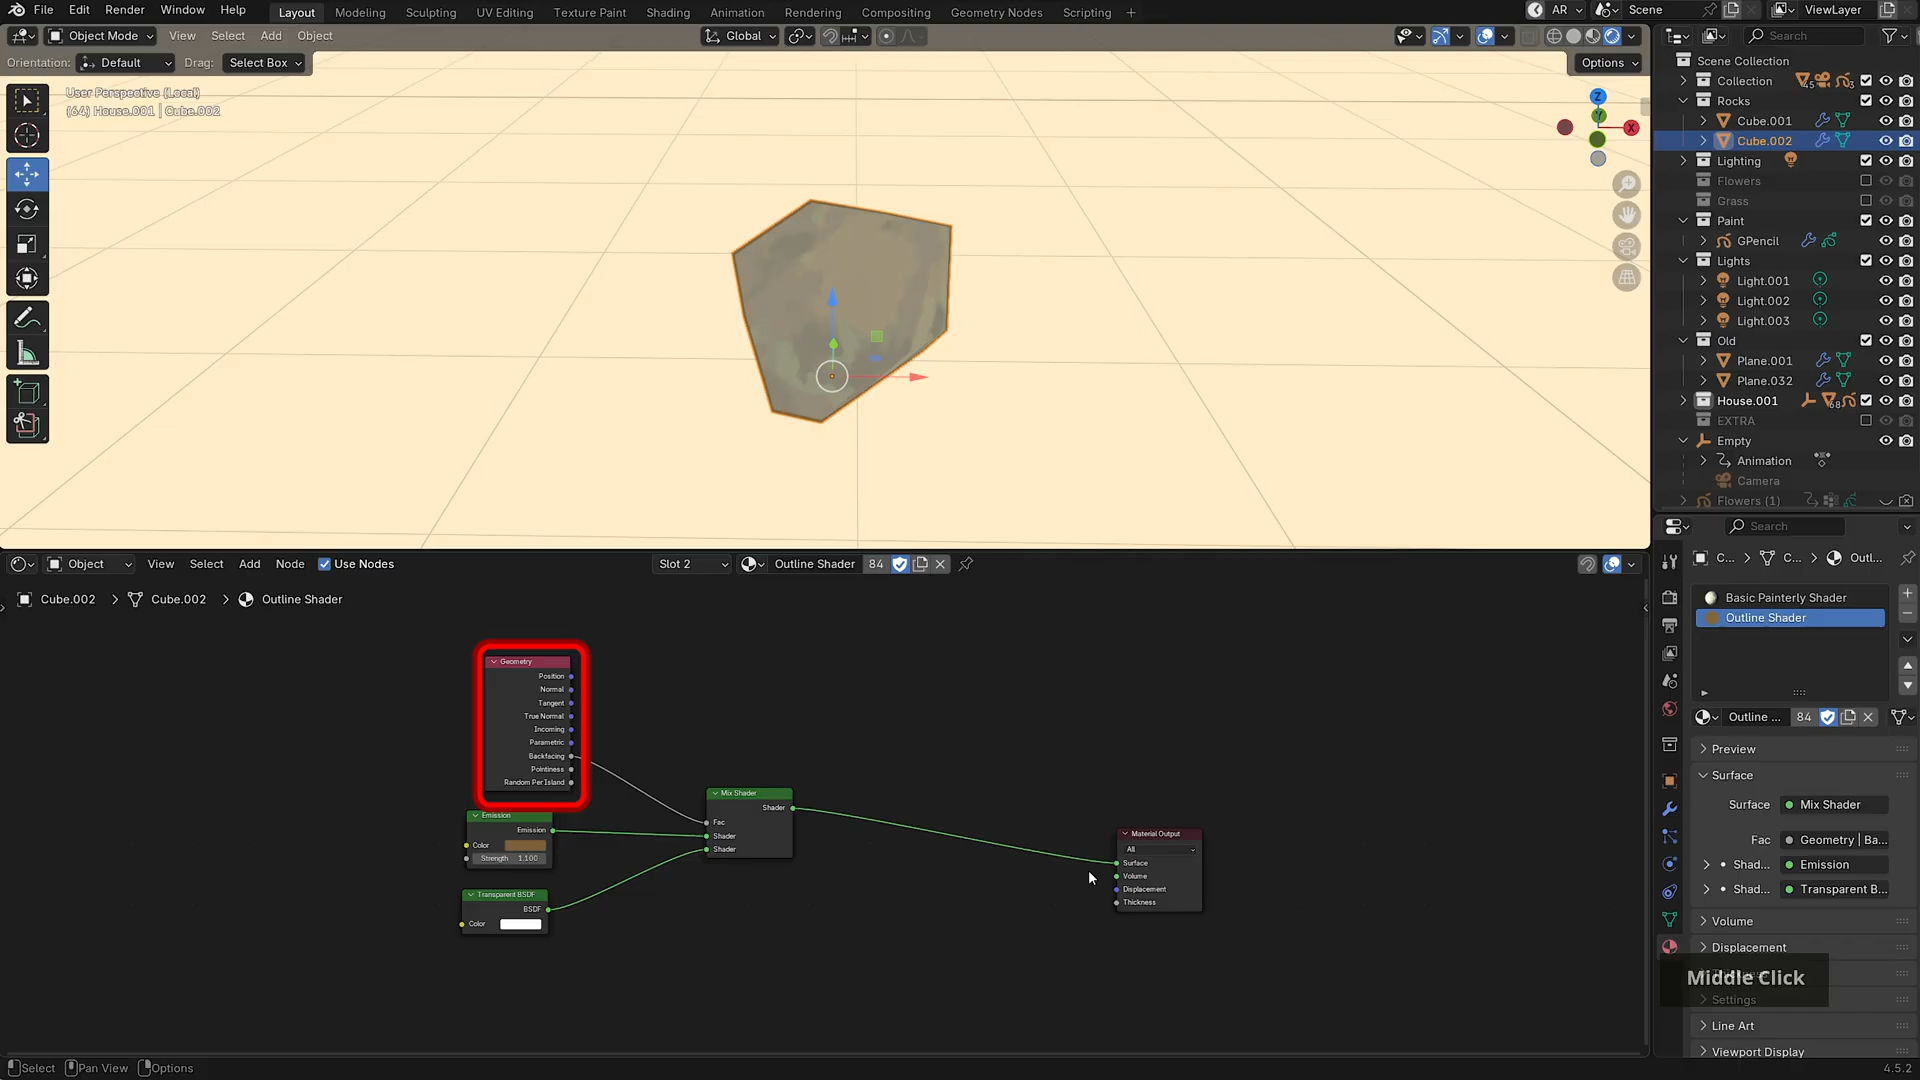 File Edit Render Window Help Layout Modeling Sculpting UV Editing Texture Paint Shading Animation Rendering Compositing Geometry Nodes Scripting + AR Scene ViewLayer
Object Mode View Select Add Object Global Search
Orientation: Default Drag: Select Box Options
User Perspective (Local)
(64) House.001 | Cube.002
Z
Y
X
Scene Collection
Collection 45 3
Rocks
Cube.001
Cube.002
Lighting
Flowers
Grass
Paint
GPencil
Lights
Light.001
Light.002
Light.003
Old
Plane.001
Plane.032
House.001 68
EXTRA
Empty
Animation
Camera
Flowers (1)
Search
Object View Select Add Node Use Nodes Slot 2 Outline Shader 84
C... > C... > Outl...
Cube.002 > Cube.002 > Outline Shader
Geometry
Position
Normal
Tangent
True Normal
Incoming
Parametric
Backfacing
Pointiness
Random Per Island
Emission
Emission
Color
Strength 1.100
Transparent BSDF
BSDF
Color
Mix Shader
Shader
Fac
Shader
Shader
Material Output
All
Surface
Volume
Displacement
Thickness
Basic Painterly Shader
Outline Shader
Outline ... 84
Preview
Surface
Surface Mix Shader
Fac Geometry | Ba...
Shad... Emission
Shad... Transparent B...
Volume
Displacement
Middle Click
Settings
Line Art
Viewport Display
Select Pan View Options 4.5.2